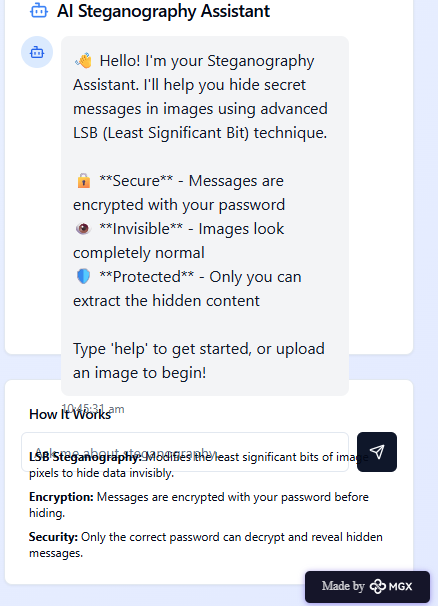 AI Steganography Assistant
👋 Hello! I'm your Steganography
Assistant. I'll help you hide secret
messages in images using advanced
LSB (Least Significant Bit) technique.
🔒 **Secure** - Messages are
encrypted with your password
👁️ **Invisible** - Images look
completely normal
🛡️ **Protected** - Only you can
extract the hidden content
Type 'help' to get started, or upload
an image to begin!
10:45:31 am
How It Works
Ask me about steganography...
LSB Steganography: Modifies the least significant bits of image
pixels to hide data invisibly.
Encryption: Messages are encrypted with your password before
hiding.
Security: Only the correct password can decrypt and reveal hidden
messages.
Made by MGX